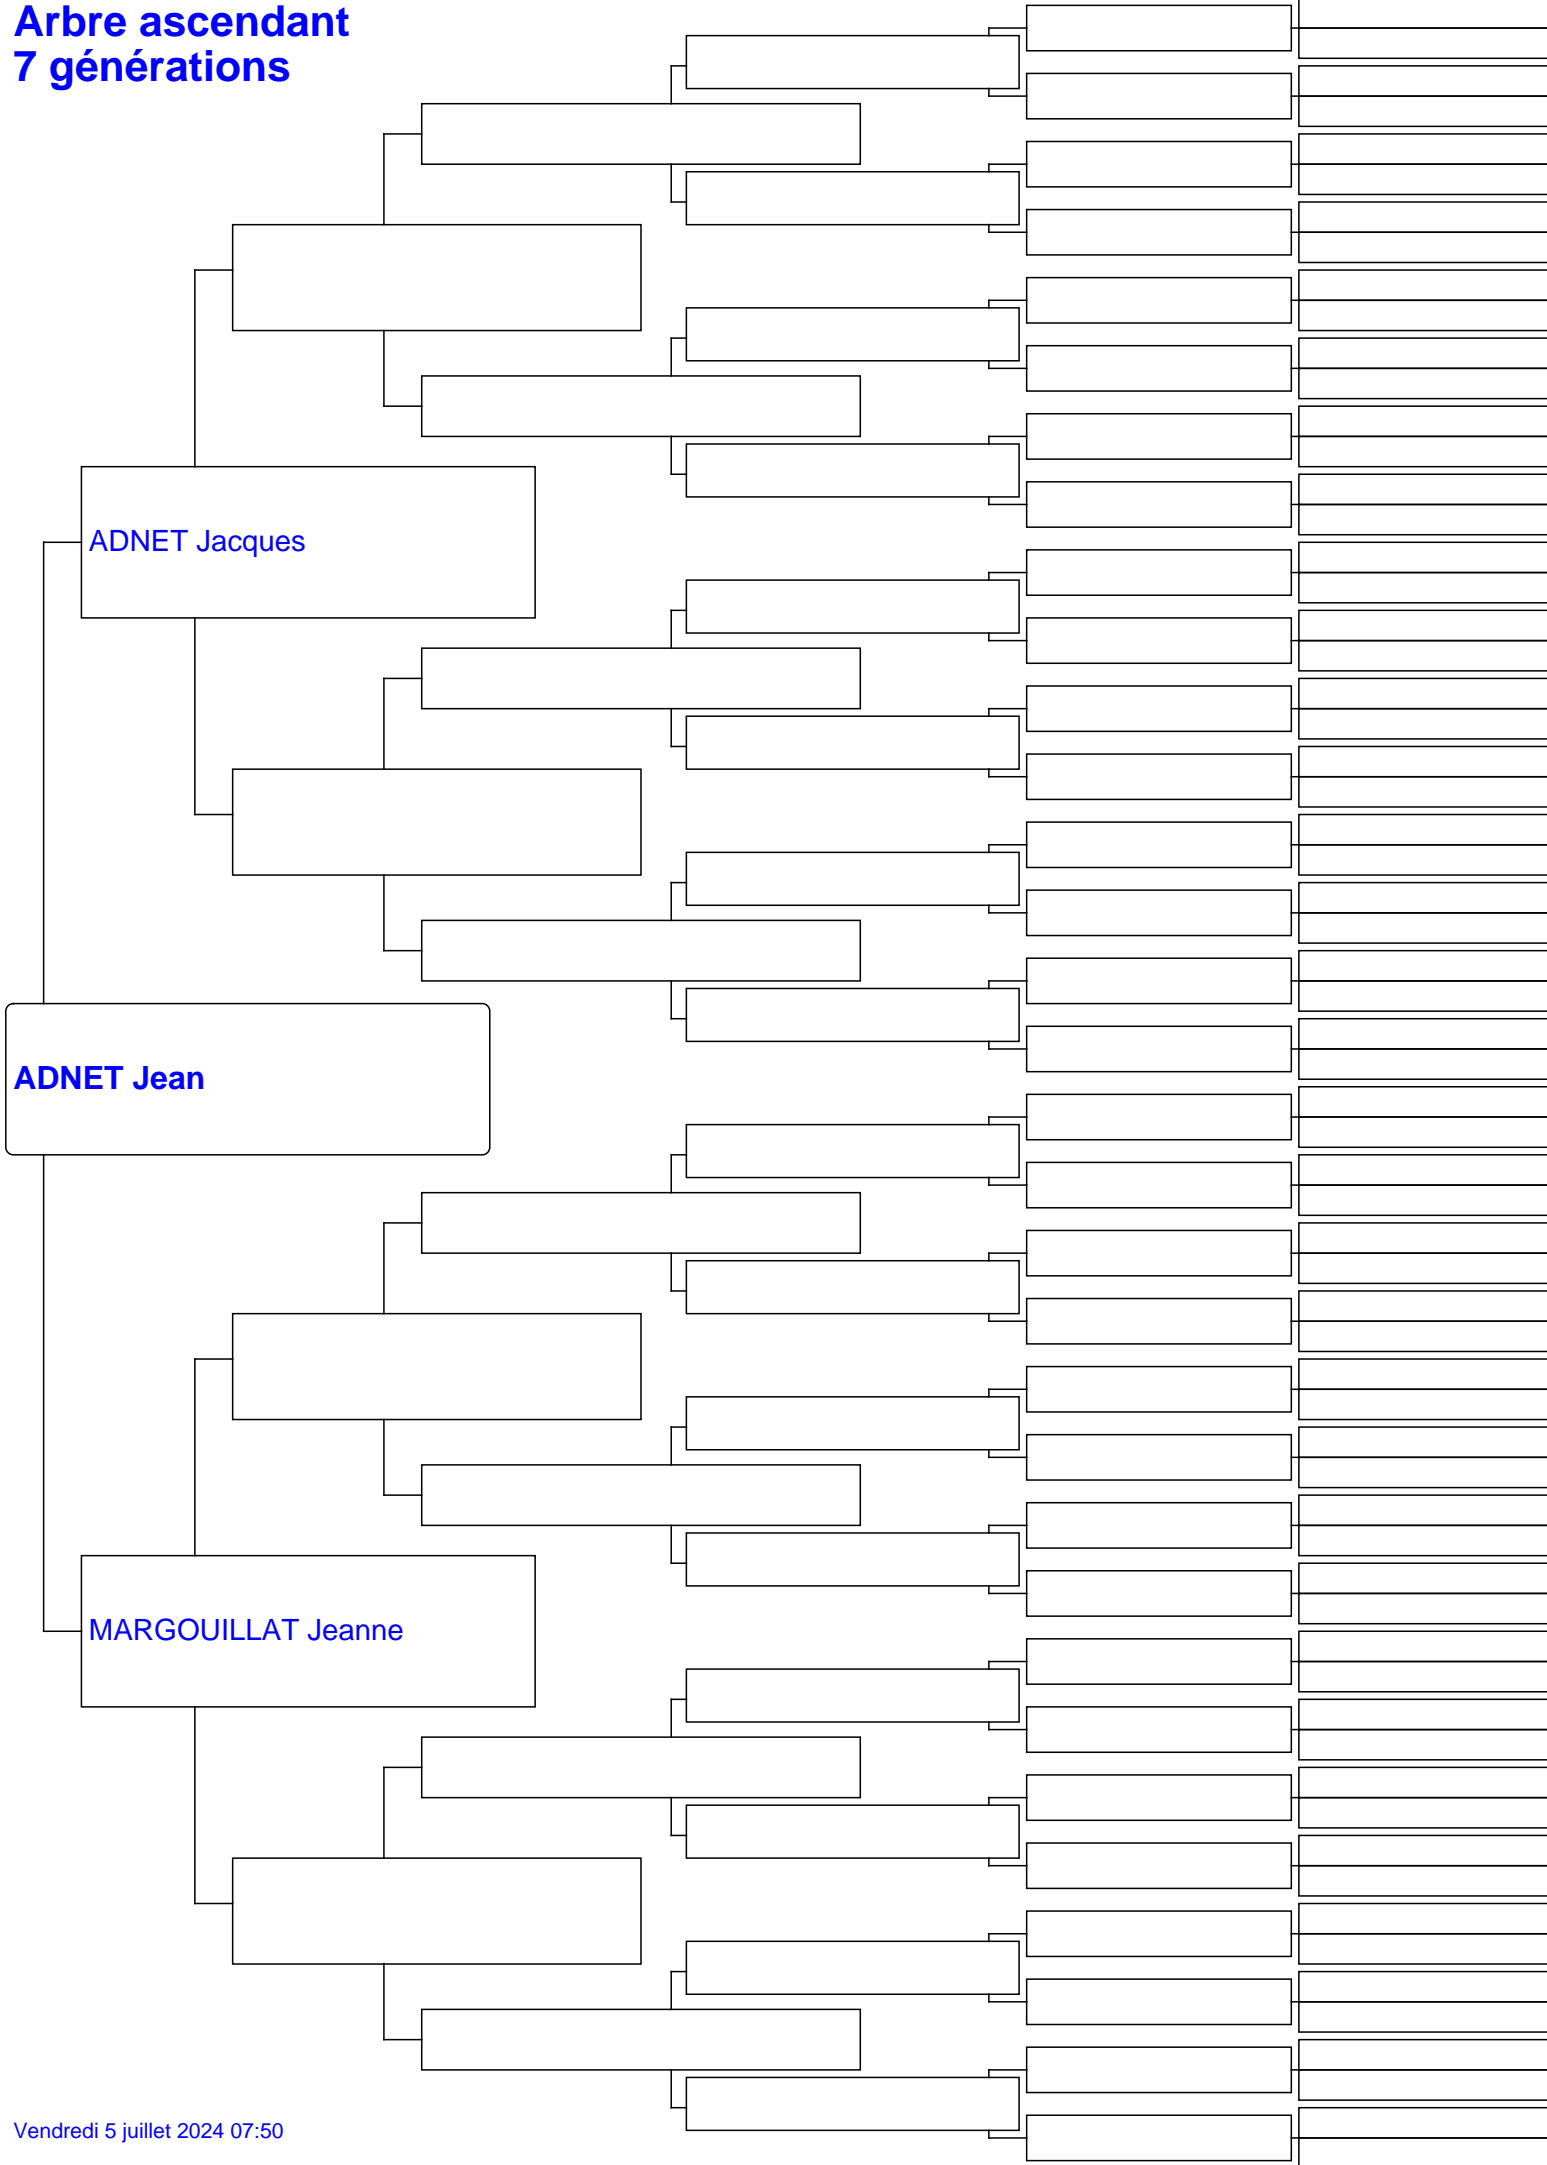 Arbre ascendant
7 générations
ADNET Jacques
ADNET Jean
MARGOUILLAT Jeanne
Vendredi 5 juillet 2024 07:50